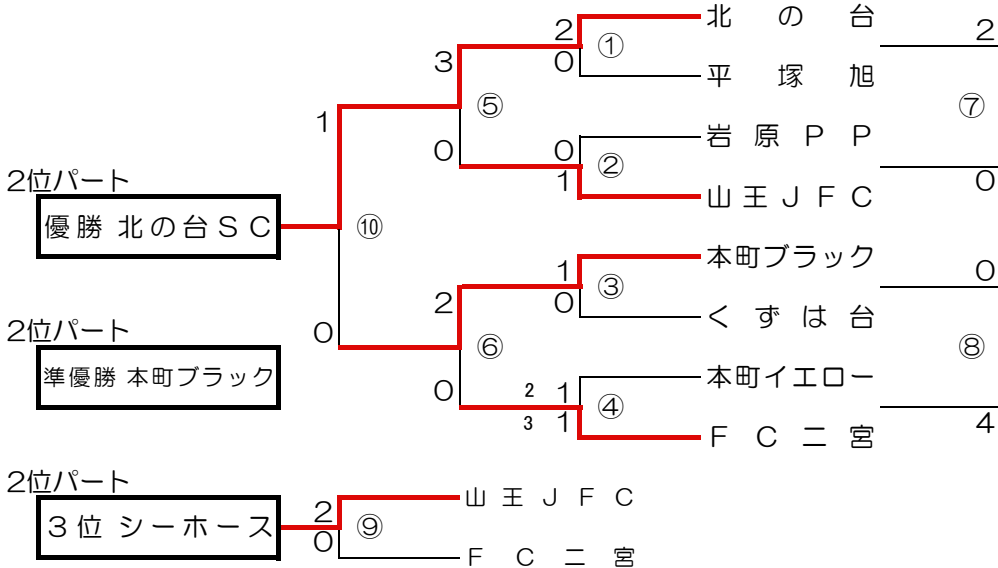 2 ① 北の台 2
0 平塚旭
3 ⑤ ⑦
1
0 0 ② 岩原ＰＰ
1 山王ＪＦＣ 0
2位パート
優勝 北の台ＳＣ
⑩
1 ③ 本町ブラック 0
2 0 くずは台
0
2位パート
準優勝 本町ブラック
⑥ ⑧
0 2 1 ④ 本町イエロー
3 1 ＦＣ二宮 4
2位パート
3位 シーホース
2 ⑨ 山王ＪＦＣ
0 ＦＣ二宮